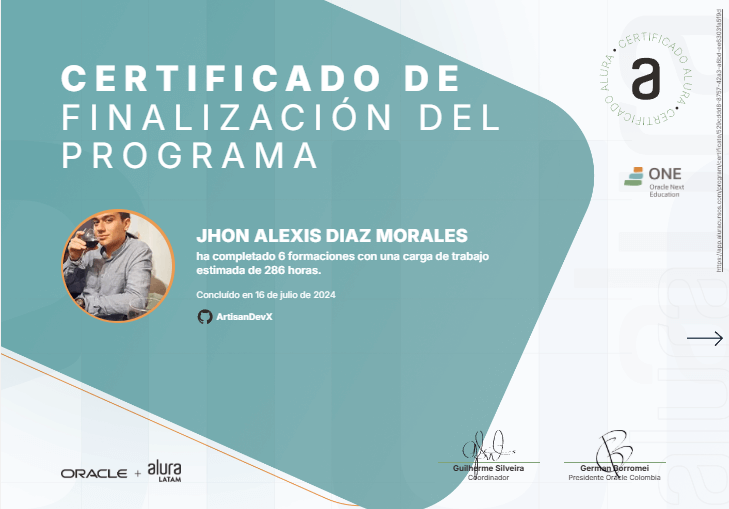 CERTIFICADO DE
FINALIZACIÓN DEL
PROGRAMA
JHON ALEXIS DIAZ MORALES
ha completado 6 formaciones con una carga de trabajo
estimada de 286 horas.
Concluido en 16 de julio de 2024
ArtisanDevX
ORACLE + alura
LATAM
Guilherme Silveira
Coordinador
German Borromei
Presidente Oracle Colombia
• CERTIFICADO ALURA • CERTIFICADO ALURA
a
ONE
Oracle Next
Education
alura